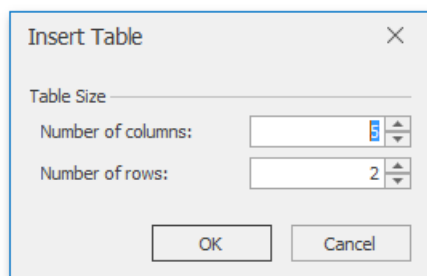 Insert Table
Table Size
Number of columns: 5
Number of rows: 2
OK Cancel